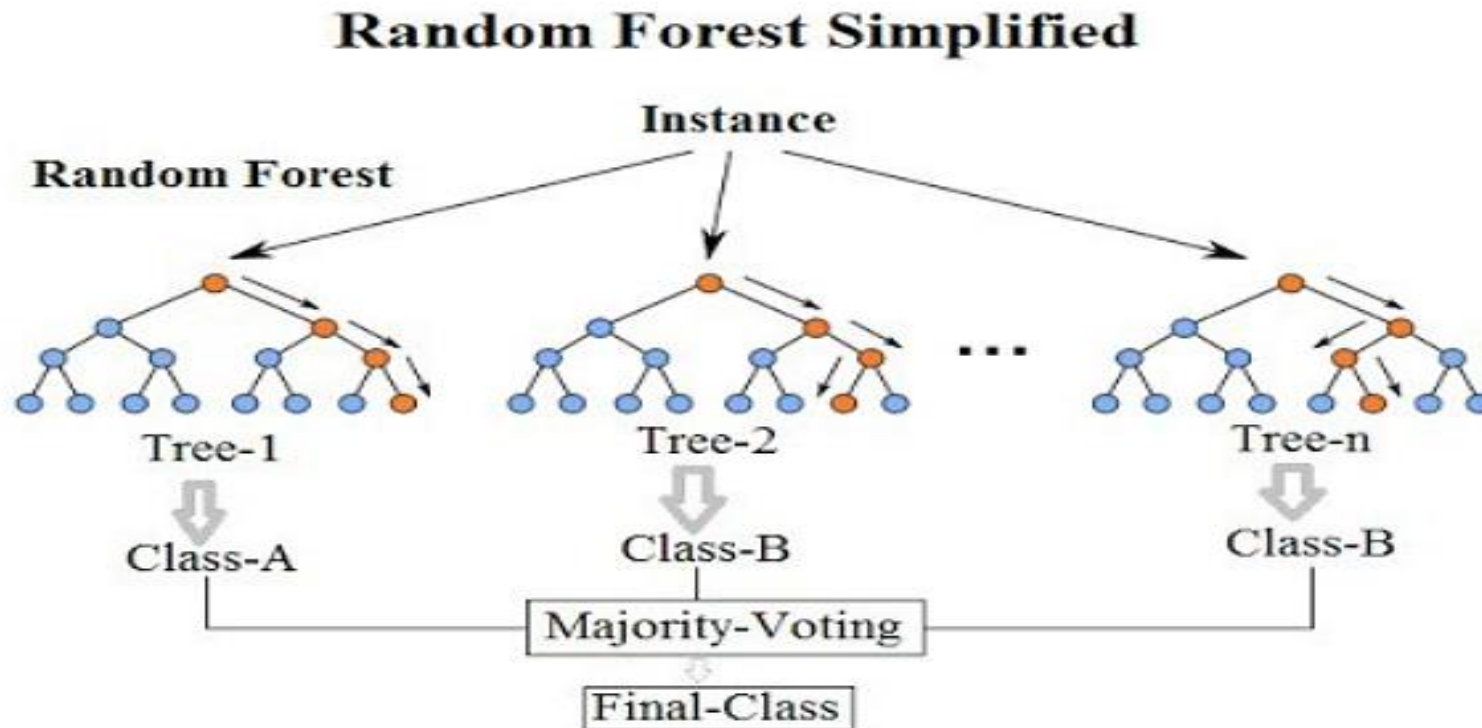 Random Forest Simplified
Instance
Random Forest
...
Tree-1
Tree-2
Tree-n
Class-A
Class-B
Class-B
Majority-Voting
Final-Class